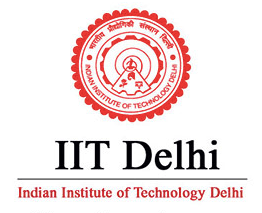 भारतीय प्रौद्योगिकी संस्थान दिल्ली
INDIAN INSTITUTE OF TECHNOLOGY DELHI
IIT Delhi
Indian Institute of Technology Delhi